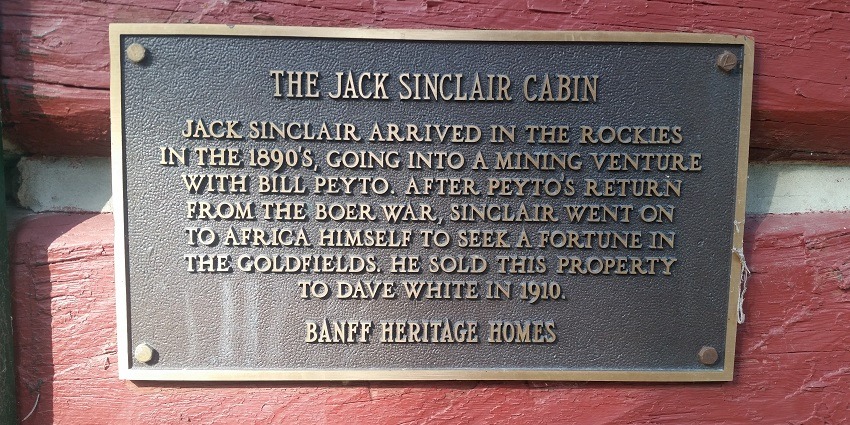 THE JACK SINCLAIR CABIN
JACK SINCLAIR ARRIVED IN THE ROCKIES
IN THE 1890'S, GOING INTO A MINING VENTURE
WITH BILL PEYTO. AFTER PEYTO'S RETURN
FROM THE BOER WAR, SINCLAIR WENT ON
TO AFRICA HIMSELF TO SEEK A FORTUNE IN
THE GOLDFIELDS. HE SOLD THIS PROPERTY
TO DAVE WHITE IN 1910.
BANFF HERITAGE HOMES